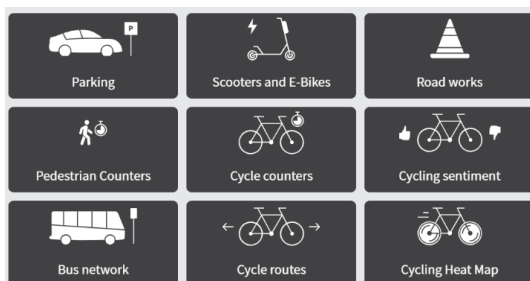 P
Parking
Scooters and E-Bikes
Road works
Pedestrian Counters
Cycle counters
Cycling sentiment
Bus network
Cycle routes
Cycling Heat Map